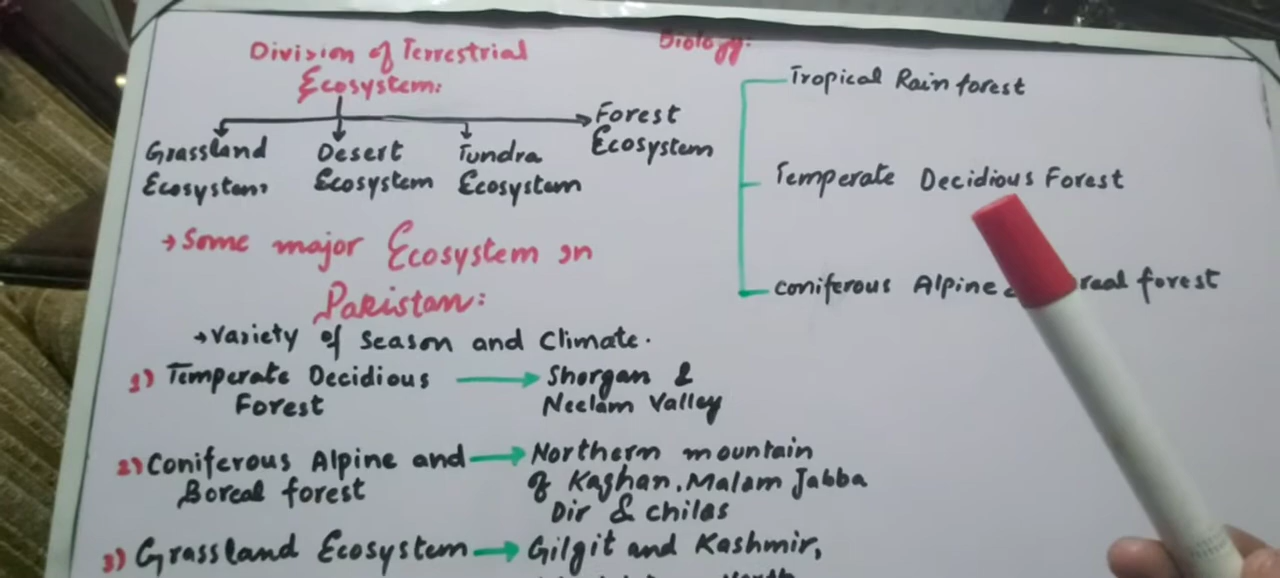 Biology:
Division of Terrestrial
Ecosystem:
Grassland
Ecosystem
Desert
Ecosystem
Tundra
Ecosystem
Forest
Ecosystem
Tropical Rain forest
Temperate Decidious Forest
coniferous Alpine
forest
→ Some major Ecosystem in
Pakistan:
→ Variety of Season and Climate.
1) Temperate Decidious → Shorgan &
Forest Neelam Valley
2) Coniferous Alpine and → Northern mountain
Boreal forest of Kaghan, Malam Jabba
Dir & chilas
3) Grassland Ecosystem → Gilgit and Kashmir,